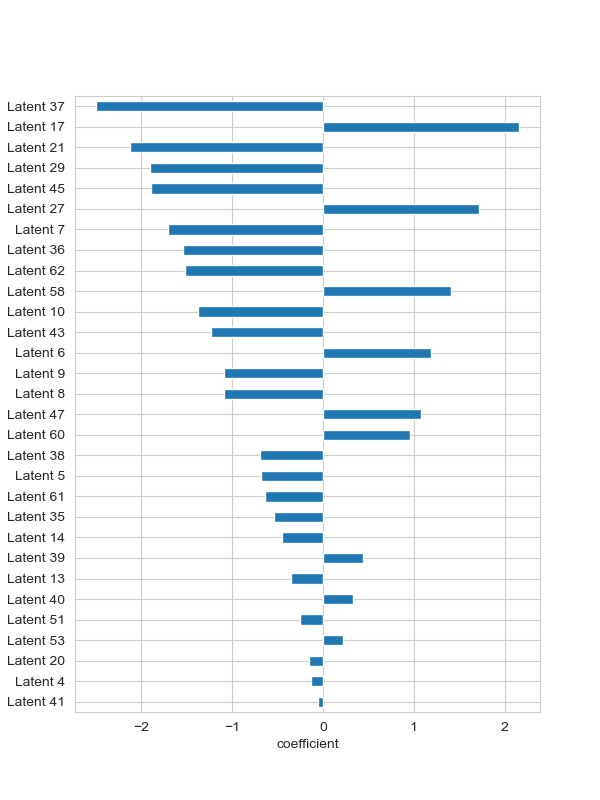 Latent 37
Latent 17
Latent 21
Latent 29
Latent 45
Latent 27
Latent 7
Latent 36
Latent 62
Latent 58
Latent 10
Latent 43
Latent 6
Latent 9
Latent 8
Latent 47
Latent 60
Latent 38
Latent 5
Latent 61
Latent 35
Latent 14
Latent 39
Latent 13
Latent 40
Latent 51
Latent 53
Latent 20
Latent 4
Latent 41
−2 −1 0 1 2
coefficient